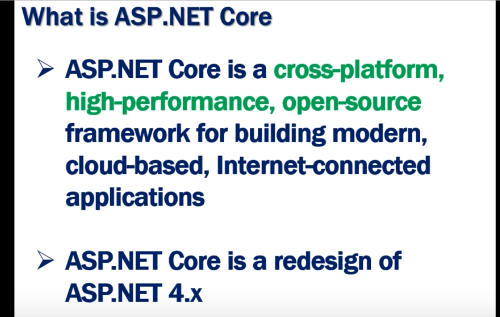 What is ASP.NET Core
➢ ASP.NET Core is a cross-platform,
high-performance, open-source
framework for building modern,
cloud-based, Internet-connected
applications
➢ ASP.NET Core is a redesign of
ASP.NET 4.x